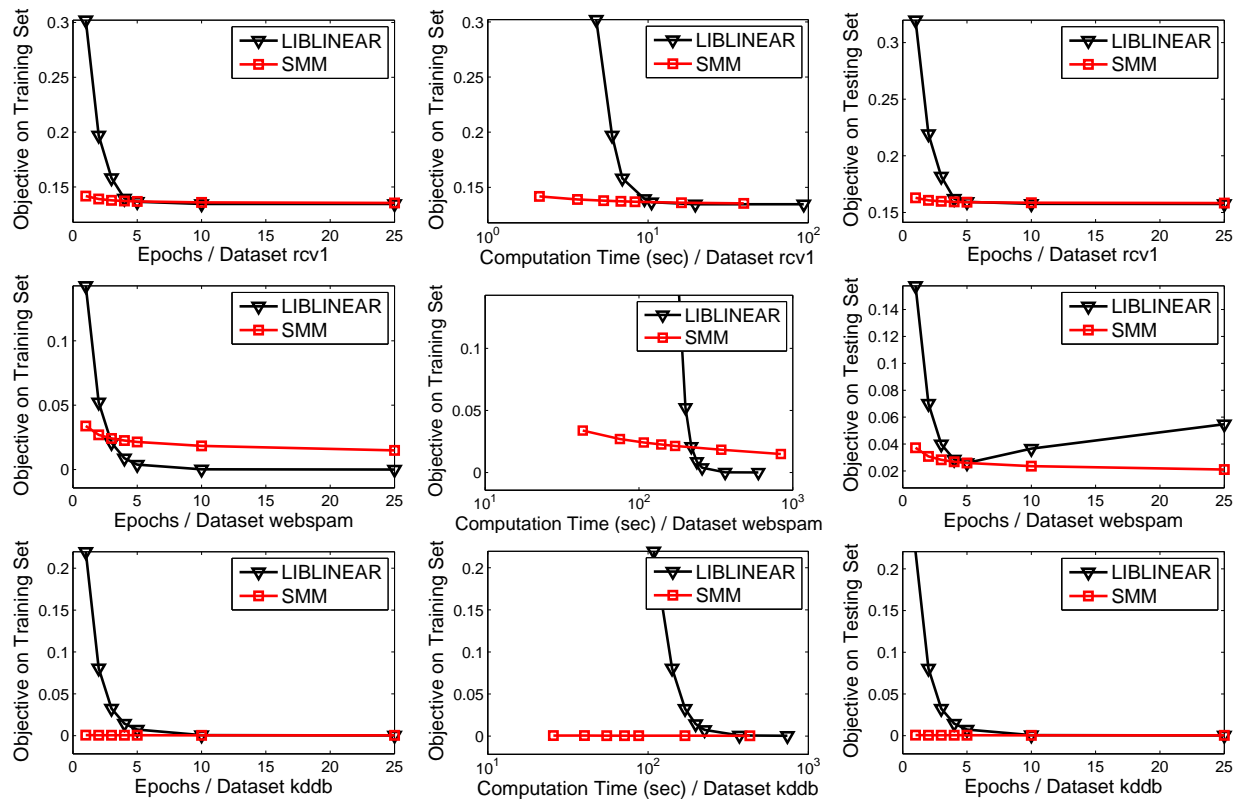 Objective on Training Set
0.3
0.25
0.2
0.15
0 5 10 15 20 25
Epochs / Dataset rcv1
LIBLINEAR
SMM
Objective on Training Set
0.3
0.25
0.2
0.15
10^0 10^1 10^2
Computation Time (sec) / Dataset rcv1
LIBLINEAR
SMM
Objective on Testing Set
0.3
0.25
0.2
0.15
0 5 10 15 20 25
Epochs / Dataset rcv1
LIBLINEAR
SMM
Objective on Training Set
0.1
0.05
0
0 5 10 15 20 25
Epochs / Dataset webspam
LIBLINEAR
SMM
Objective on Training Set
0.1
0.05
0
10^1 10^2 10^3
Computation Time (sec) / Dataset webspam
LIBLINEAR
SMM
Objective on Testing Set
0.14
0.12
0.1
0.08
0.06
0.04
0.02
0 5 10 15 20 25
Epochs / Dataset webspam
LIBLINEAR
SMM
Objective on Training Set
0.2
0.15
0.1
0.05
0
0 5 10 15 20 25
Epochs / Dataset kddb
LIBLINEAR
SMM
Objective on Training Set
0.2
0.15
0.1
0.05
0
10^1 10^2 10^3
Computation Time (sec) / Dataset kddb
LIBLINEAR
SMM
Objective on Testing Set
0.2
0.15
0.1
0.05
0
0 5 10 15 20 25
Epochs / Dataset kddb
LIBLINEAR
SMM